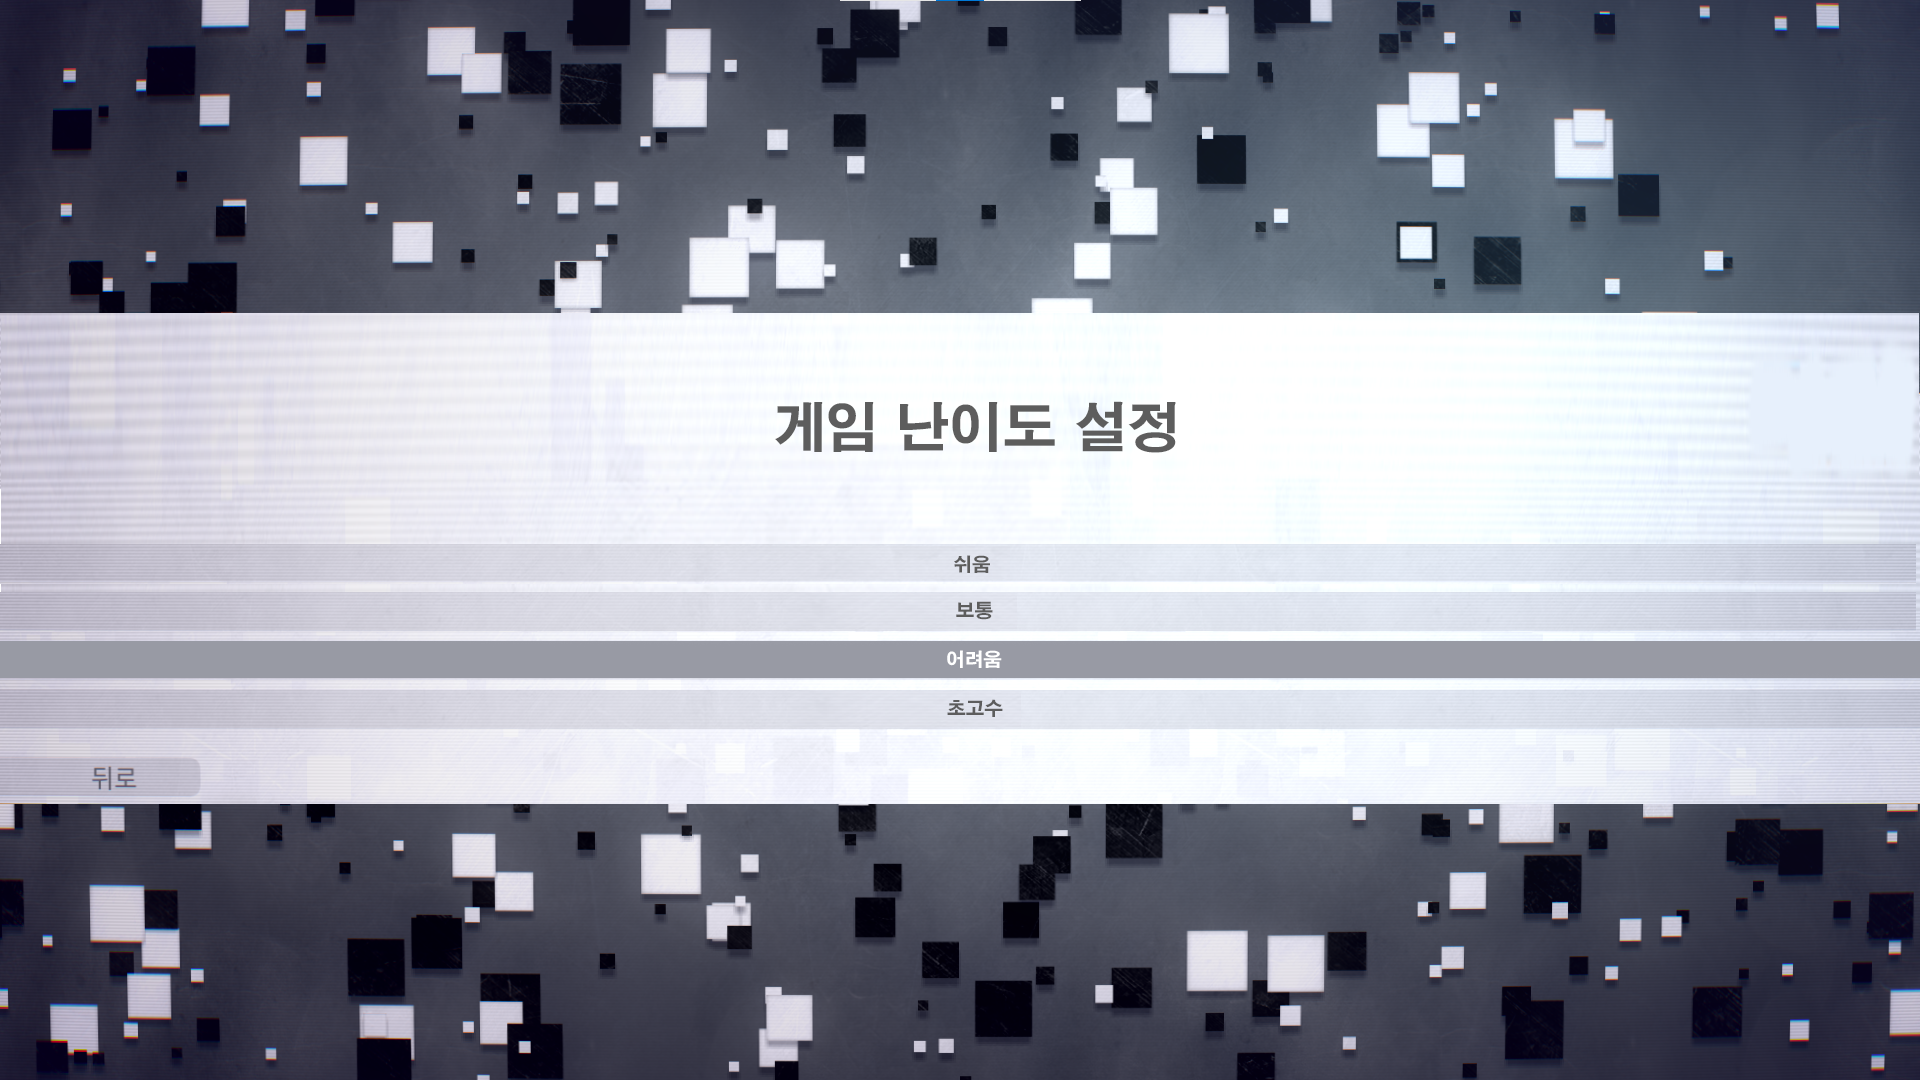 게임 난이도 설정
쉬움
보통
어려움
초고수
뒤로